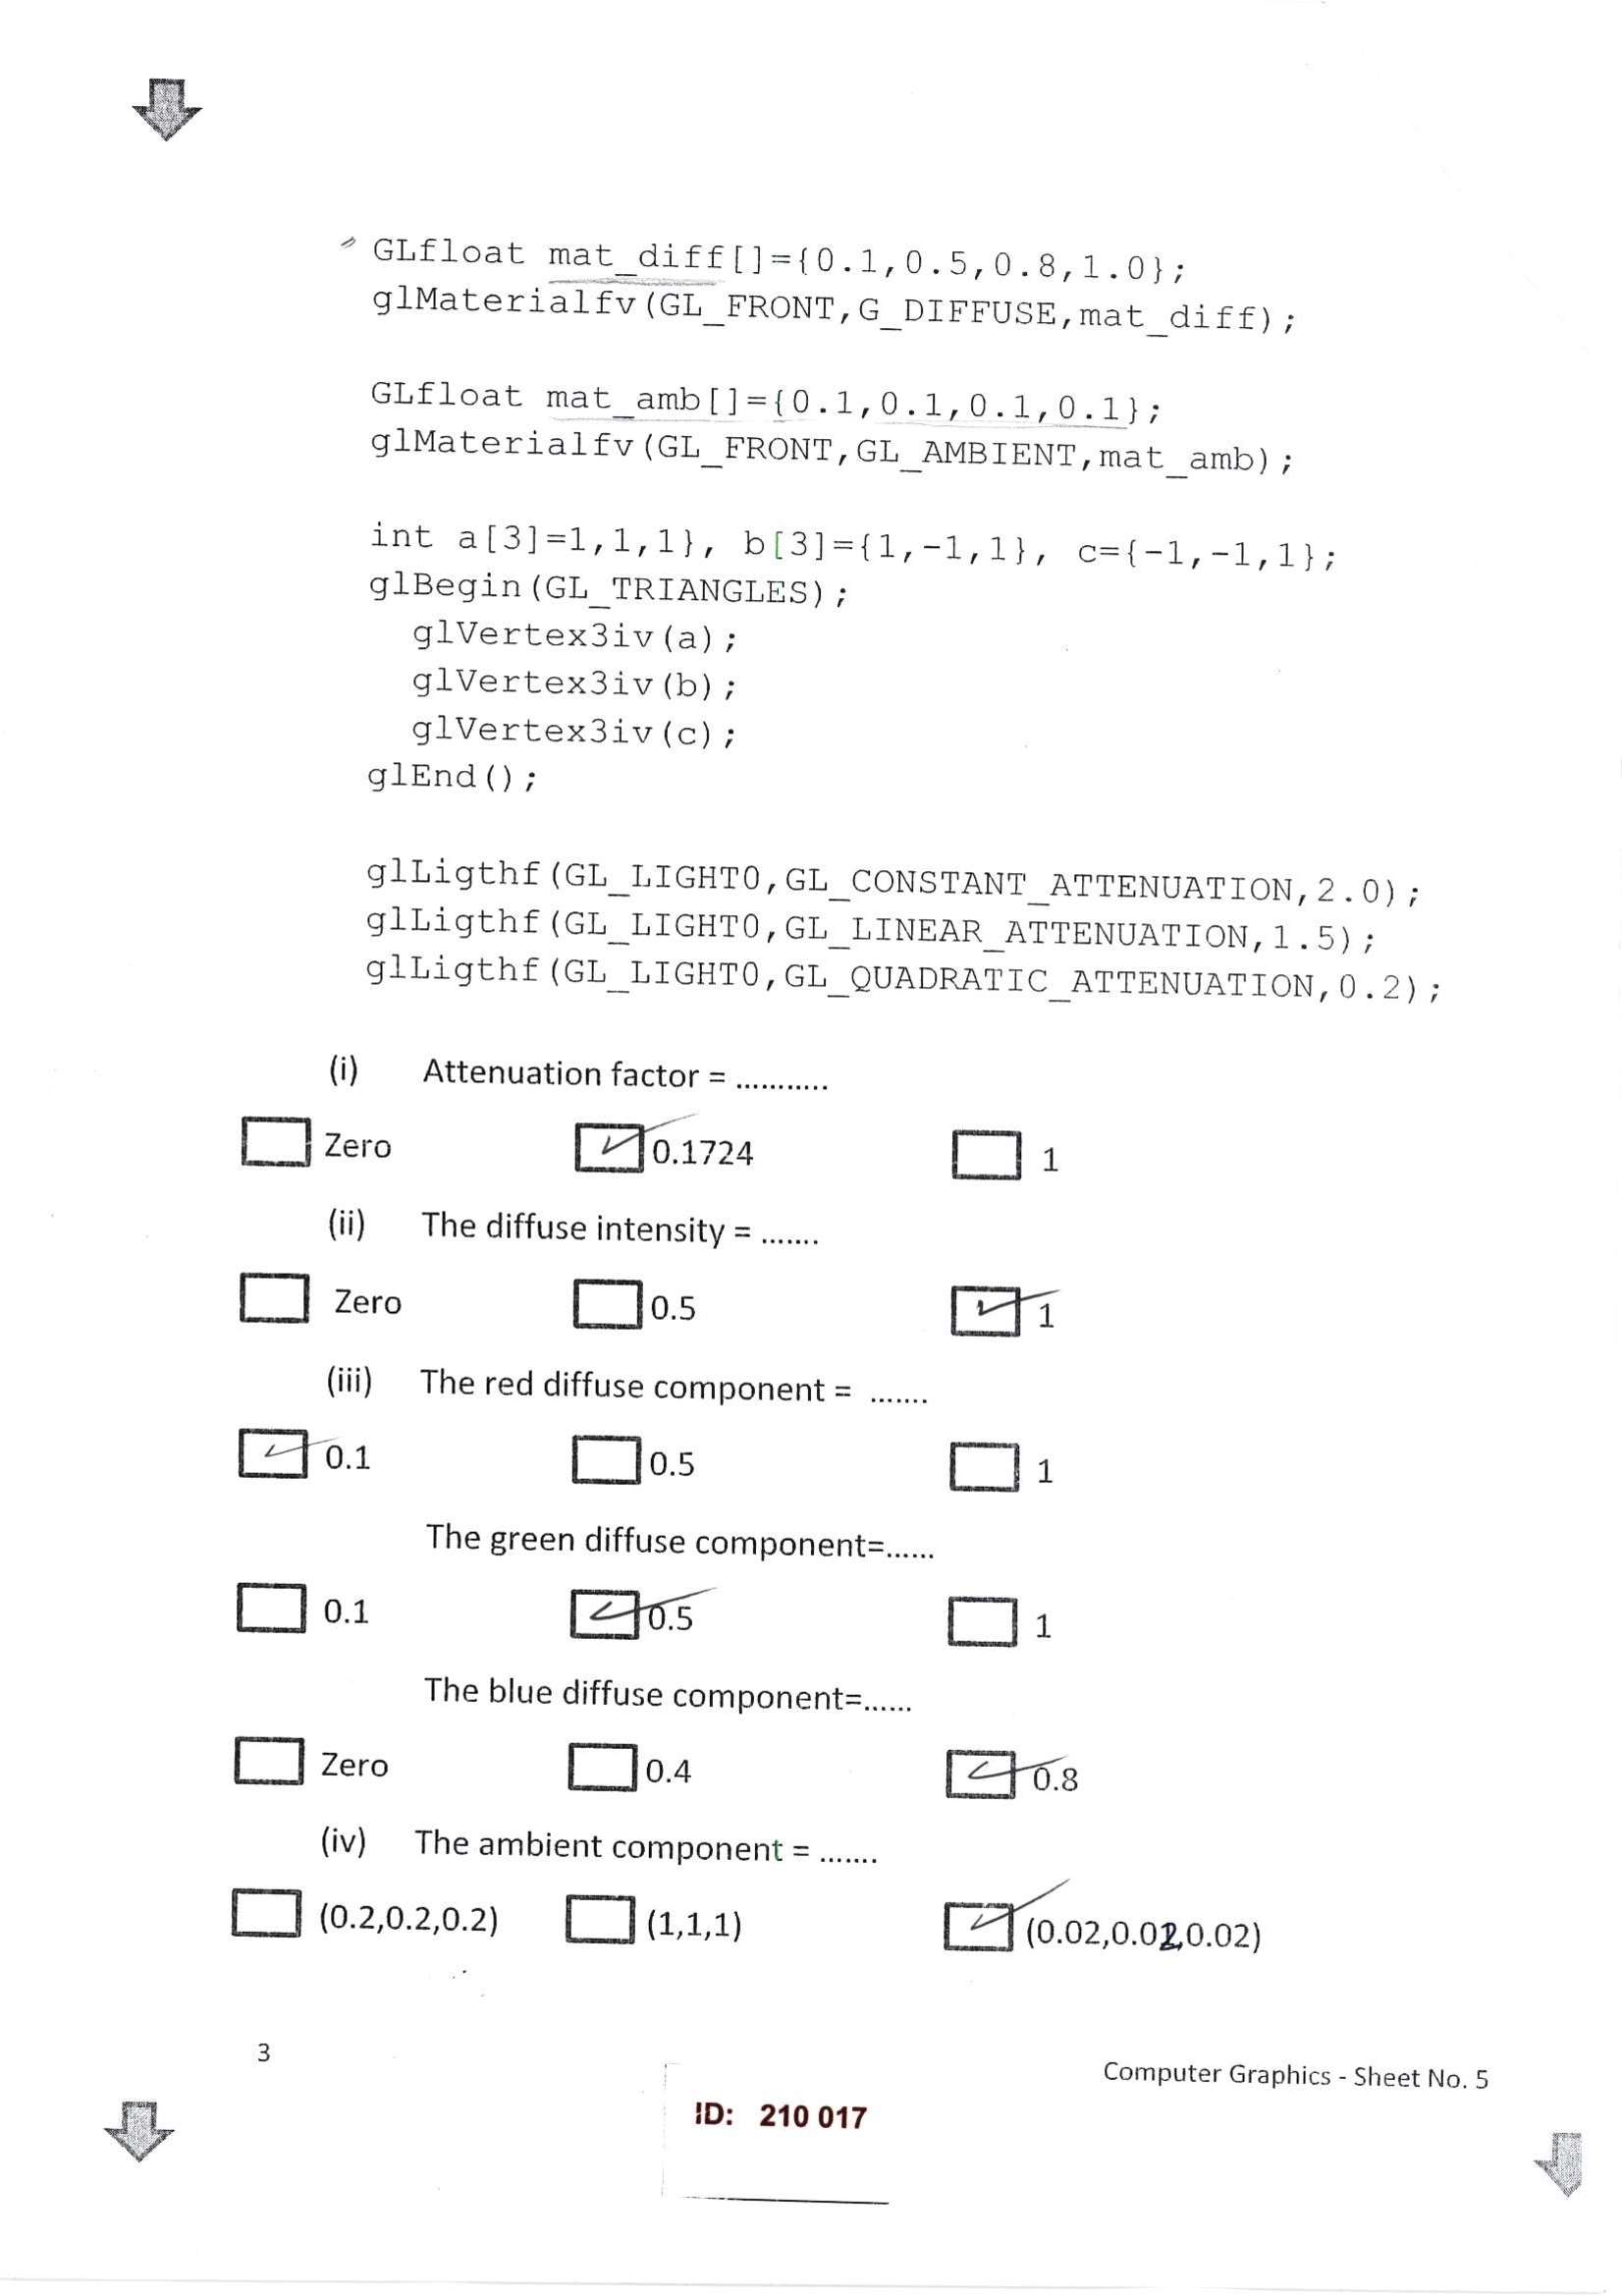 GLfloat mat_diff[]={0.1,0.5,0.8,1.0};
glMaterialfv(GL_FRONT,G_DIFFUSE,mat_diff);
GLfloat mat_amb[]={0.1,0.1,0.1,0.1};
glMaterialfv(GL_FRONT,GL_AMBIENT,mat_amb);
int a[3]=1,1,1}, b[3]={1,-1,1}, c={-1,-1,1};
glBegin(GL_TRIANGLES);
glVertex3iv(a);
glVertex3iv(b);
glVertex3iv(c);
glEnd();
glLigthf(GL_LIGHT0,GL_CONSTANT_ATTENUATION,2.0);
glLigthf(GL_LIGHT0,GL_LINEAR_ATTENUATION,1.5);
glLigthf(GL_LIGHT0,GL_QUADRATIC_ATTENUATION,0.2);
(i) Attenuation factor = ...........
Zero 0.1724 1
(ii) The diffuse intensity = .......
Zero 0.5 1
(iii) The red diffuse component = .......
0.1 0.5 1
The green diffuse component=......
0.1 0.5 1
The blue diffuse component=......
Zero 0.4 0.8
(iv) The ambient component = .......
(0.2,0.2,0.2) (1,1,1) (0.02,0.02,0.02)
3
Computer Graphics - Sheet No. 5
ID: 210 017